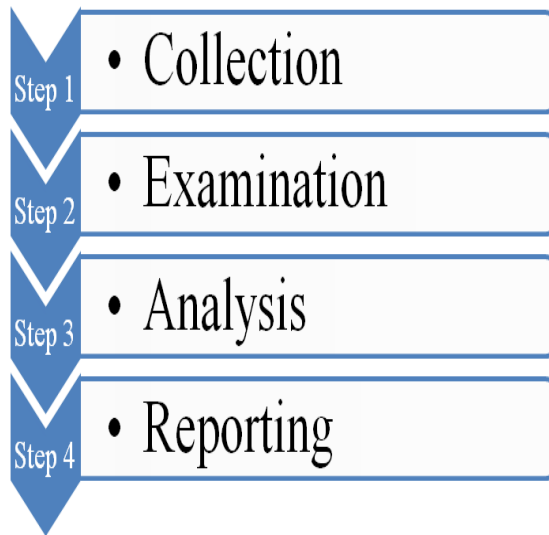 Step 1
• Collection
Step 2
• Examination
Step 3
• Analysis
Step 4
• Reporting